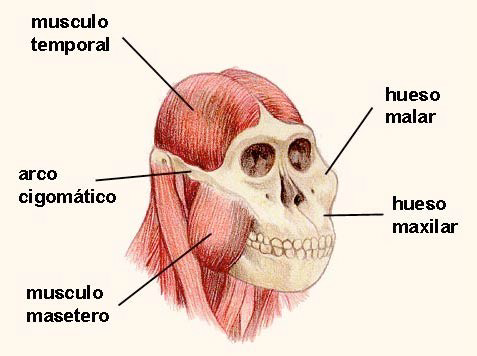 musculo
temporal
hueso
malar
arco
cigomático
hueso
maxilar
musculo
masetero